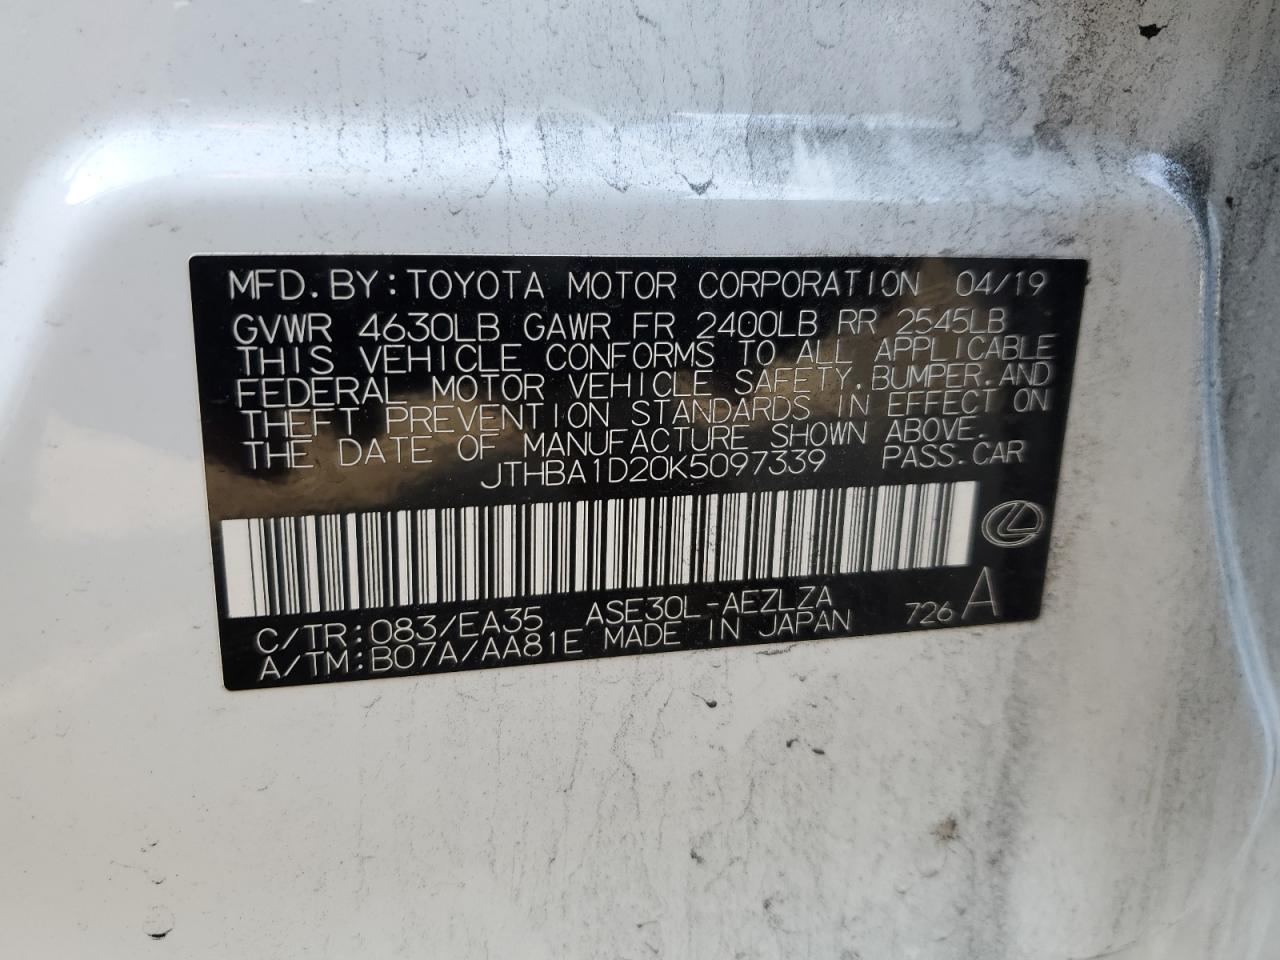 MFD. BY: TOYOTA MOTOR CORPORATION 04/19
GVWR 4630LB GAWR FR 2400LB RR 2545LB
THIS VEHICLE CONFORMS TO ALL APPLICABLE
FEDERAL MOTOR VEHICLE SAFETY, BUMPER, AND
THEFT PREVENTION STANDARDS IN EFFECT ON
THE DATE OF MANUFACTURE SHOWN ABOVE.
JTHBA1D20K5097339 PASS. CAR
C/TR: 083/EA35 ASE30L-AEZLZA 726 A
A/TM: B07A/AA81E MADE IN JAPAN